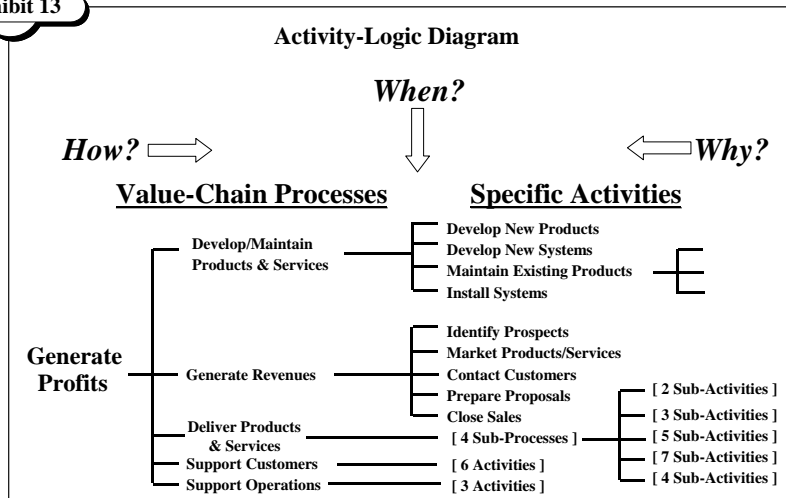 ibit 13
Activity-Logic Diagram
When?
How?
Why?
Value-Chain Processes
Specific Activities
Develop/Maintain
Products & Services
Develop New Products
Develop New Systems
Maintain Existing Products
Install Systems
Generate
Profits
Generate Revenues
Identify Prospects
Market Products/Services
Contact Customers
Prepare Proposals
Close Sales
Deliver Products
& Services
[ 4 Sub-Processes ]
[ 2 Sub-Activities ]
[ 3 Sub-Activities ]
[ 5 Sub-Activities ]
[ 7 Sub-Activities ]
[ 4 Sub-Activities ]
Support Customers
[ 6 Activities ]
Support Operations
[ 3 Activities ]